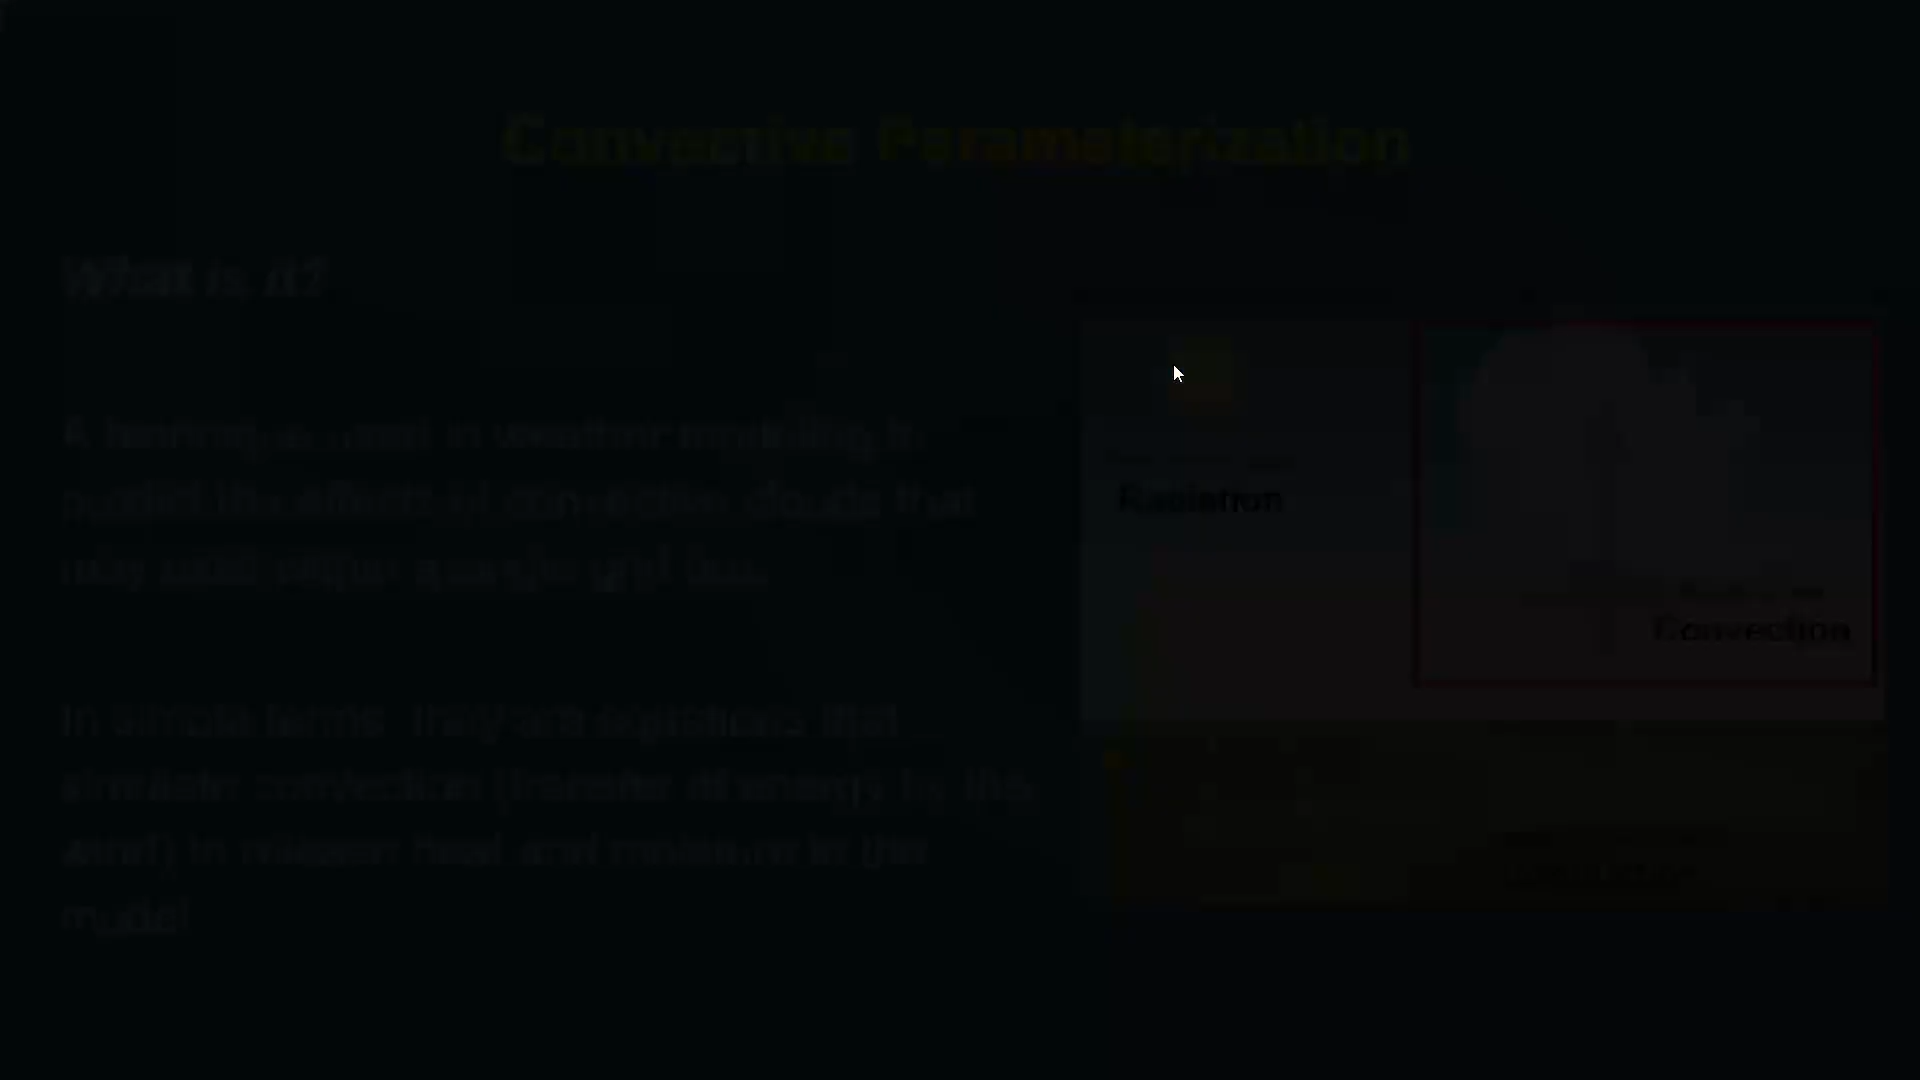 Convective Parameterization
What is it?
A technique used in weather modeling to
predict the effects of convective clouds that
may exist within a single grid box.
Radiation
Convection
In simple terms, they are equations that
simulate convection (transfer of energy by the
wind) to release heat and moisture in the
model